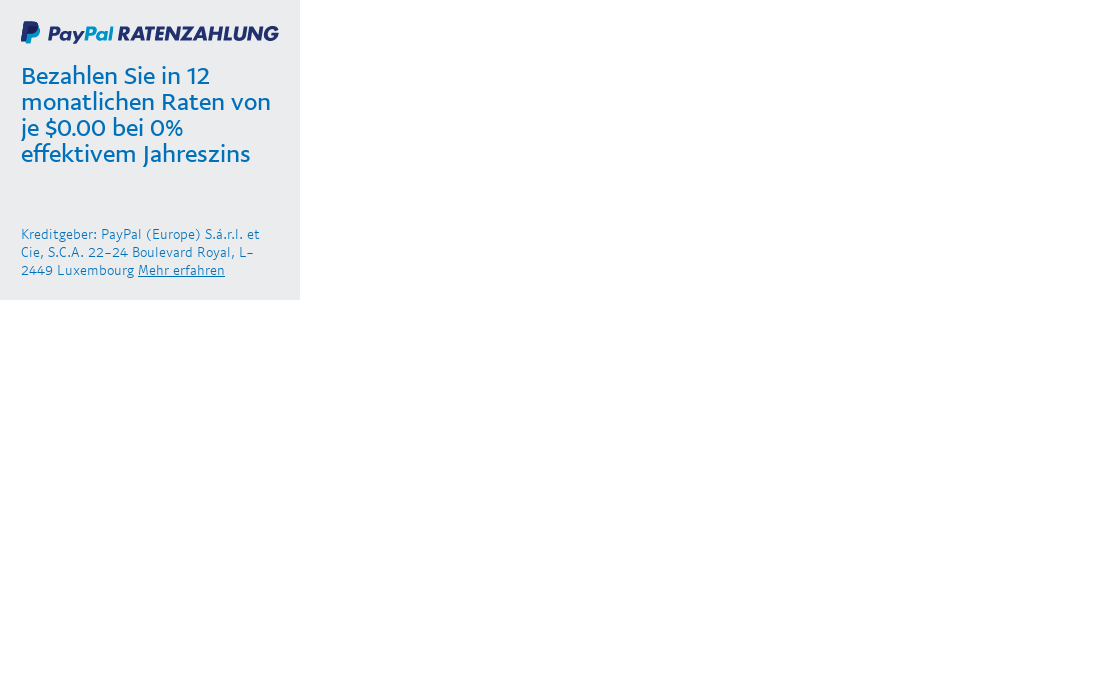 PayPal RATENZAHLUNG
Bezahlen Sie in 12
monatlichen Raten von
je $0.00 bei 0%
effektivem Jahreszins
Kreditgeber: PayPal (Europe) S.á.r.l. et
Cie, S.C.A. 22-24 Boulevard Royal, L-
2449 Luxembourg Mehr erfahren